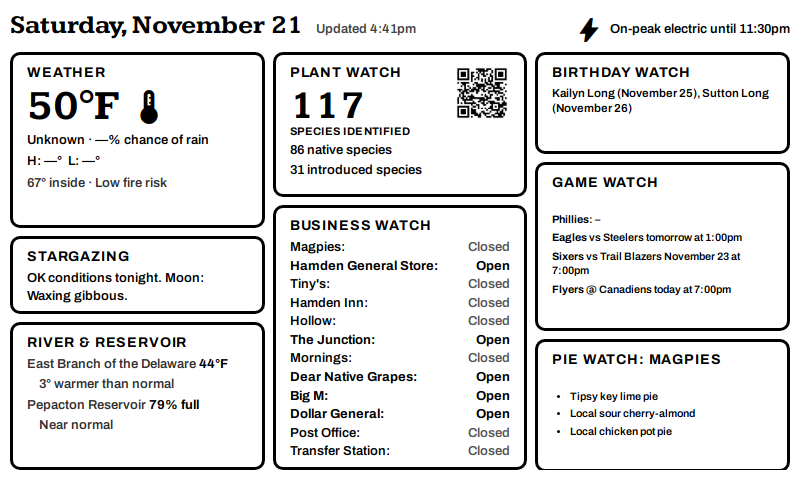 Saturday, November 21 Updated 4:41pm
On-peak electric until 11:30pm
WEATHER
50°F
Unknown · —% chance of rain
H: —° L: —°
67° inside · Low fire risk
STARGAZING
OK conditions tonight. Moon:
Waxing gibbous.
RIVER & RESERVOIR
East Branch of the Delaware 44°F
3° warmer than normal
Pepacton Reservoir 79% full
Near normal
PLANT WATCH
117
SPECIES IDENTIFIED
86 native species
31 introduced species
BUSINESS WATCH
Magpies: Closed
Hamden General Store: Open
Tiny's: Closed
Hamden Inn: Closed
Hollow: Closed
The Junction: Open
Mornings: Closed
Dear Native Grapes: Open
Big M: Open
Dollar General: Open
Post Office: Closed
Transfer Station: Closed
BIRTHDAY WATCH
Kailyn Long (November 25), Sutton Long
(November 26)
GAME WATCH
Phillies: –
Eagles vs Steelers tomorrow at 1:00pm
Sixers vs Trail Blazers November 23 at
7:00pm
Flyers @ Canadiens today at 7:00pm
PIE WATCH: MAGPIES
• Tipsy key lime pie
• Local sour cherry-almond
• Local chicken pot pie